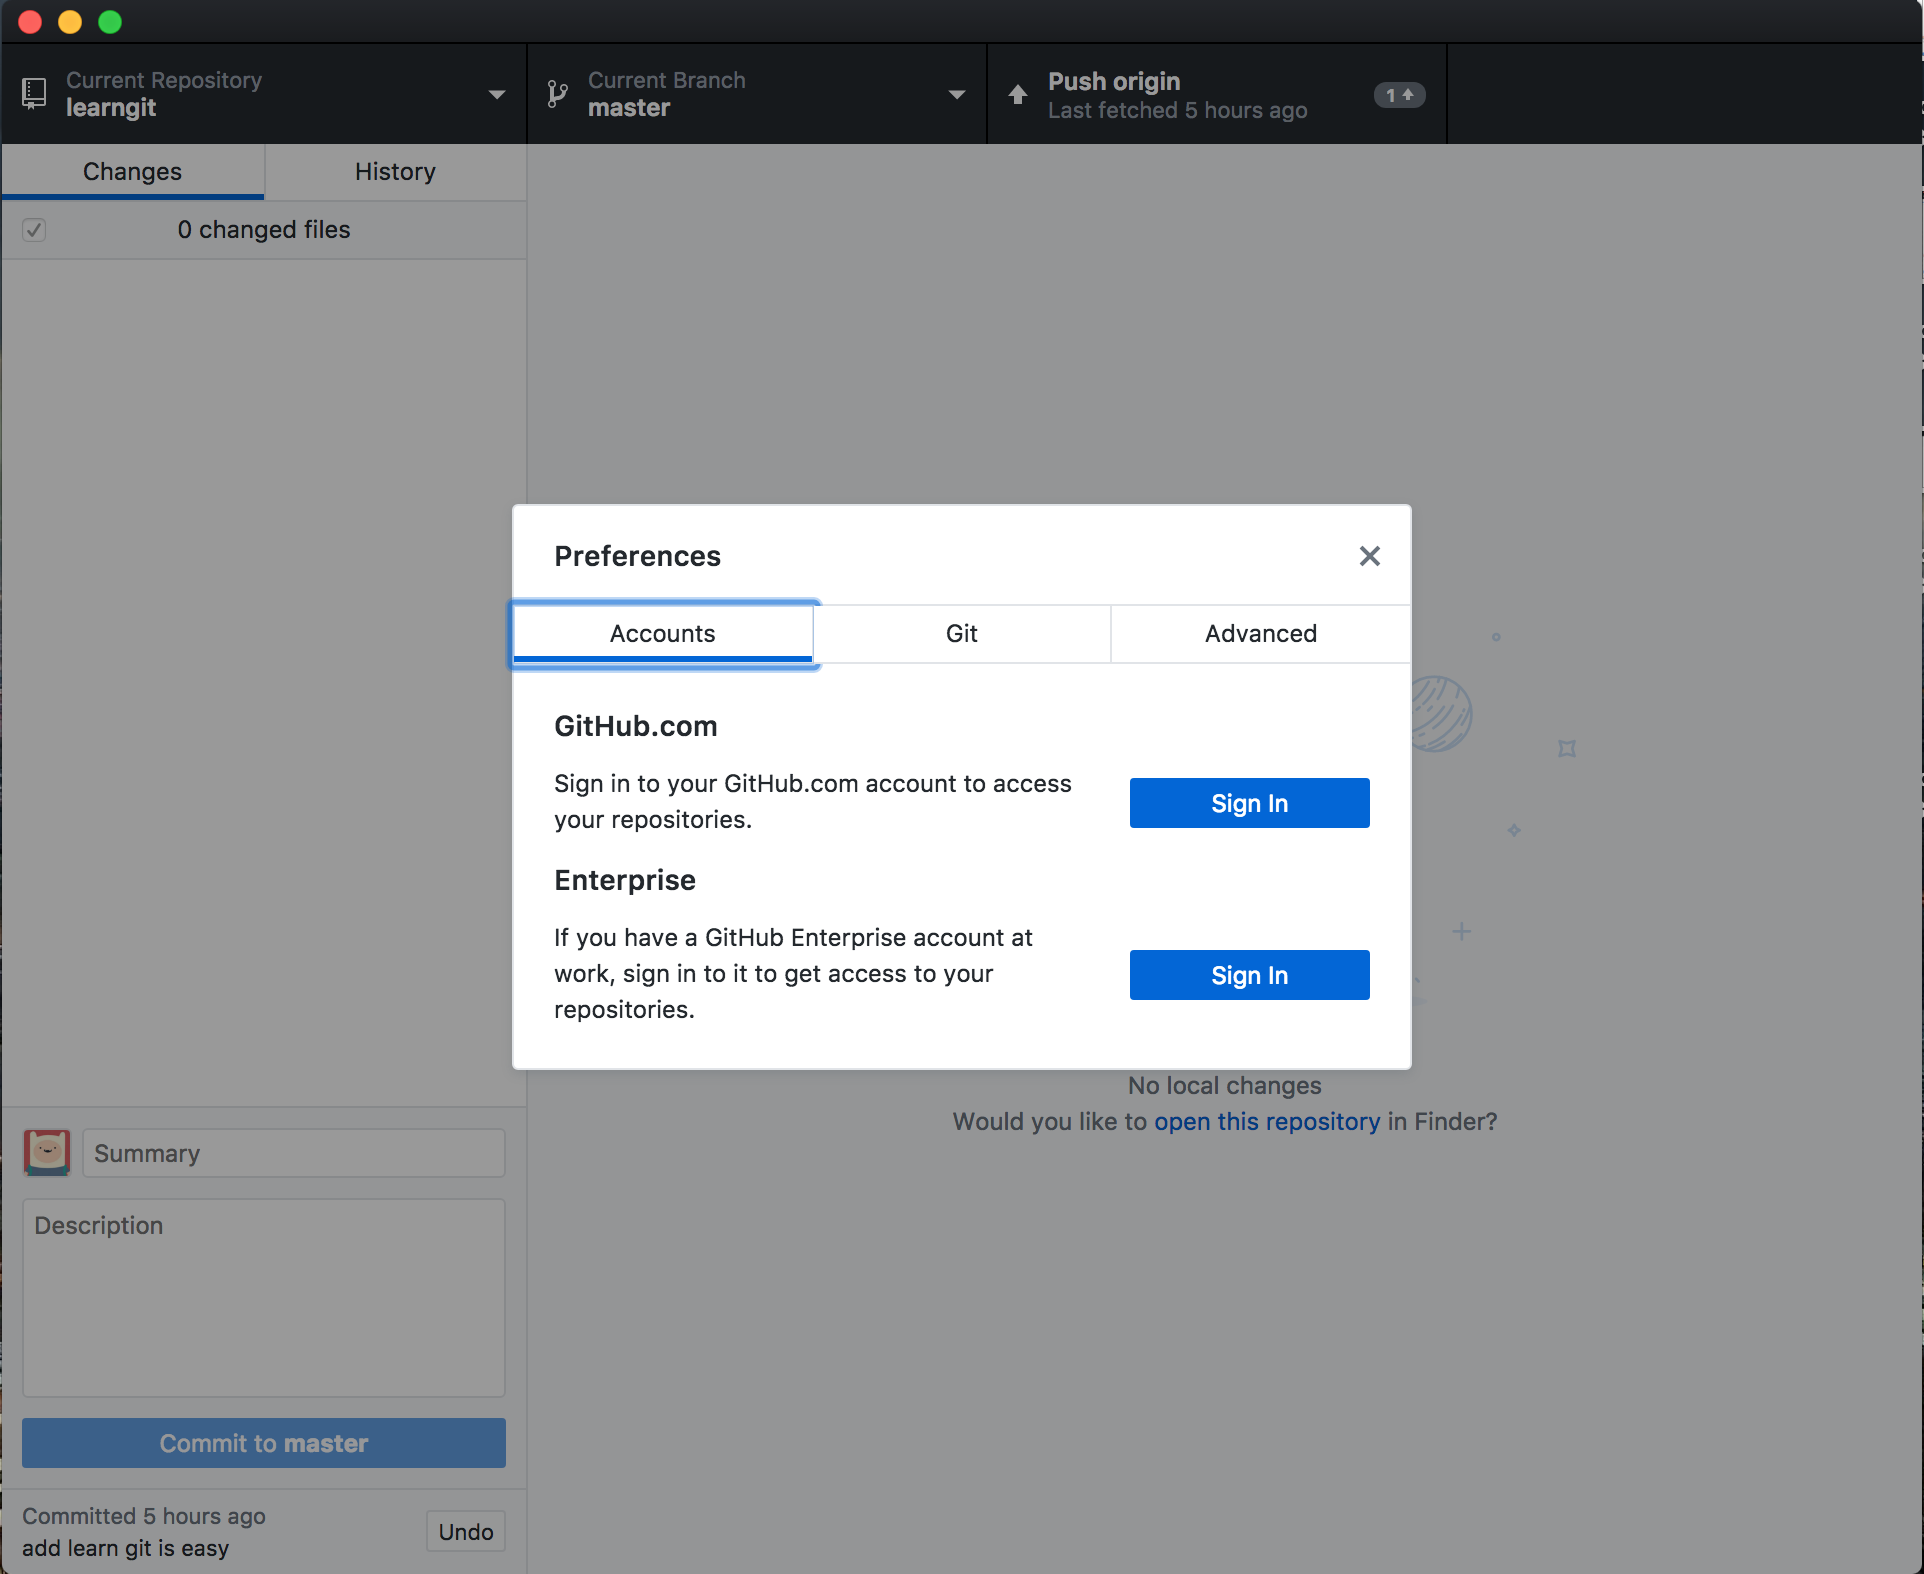 Current Repository
learngit
Current Branch
master
Push origin
Last fetched 5 hours ago
1
Changes
History
0 changed files
Preferences
Accounts
Git
Advanced
GitHub.com
Sign in to your GitHub.com account to access
your repositories.
Sign In
Enterprise
If you have a GitHub Enterprise account at
work, sign in to it to get access to your
repositories.
Sign In
No local changes
Would you like to open this repository in Finder?
Summary
Description
Commit to master
Committed 5 hours ago
add learn git is easy
Undo